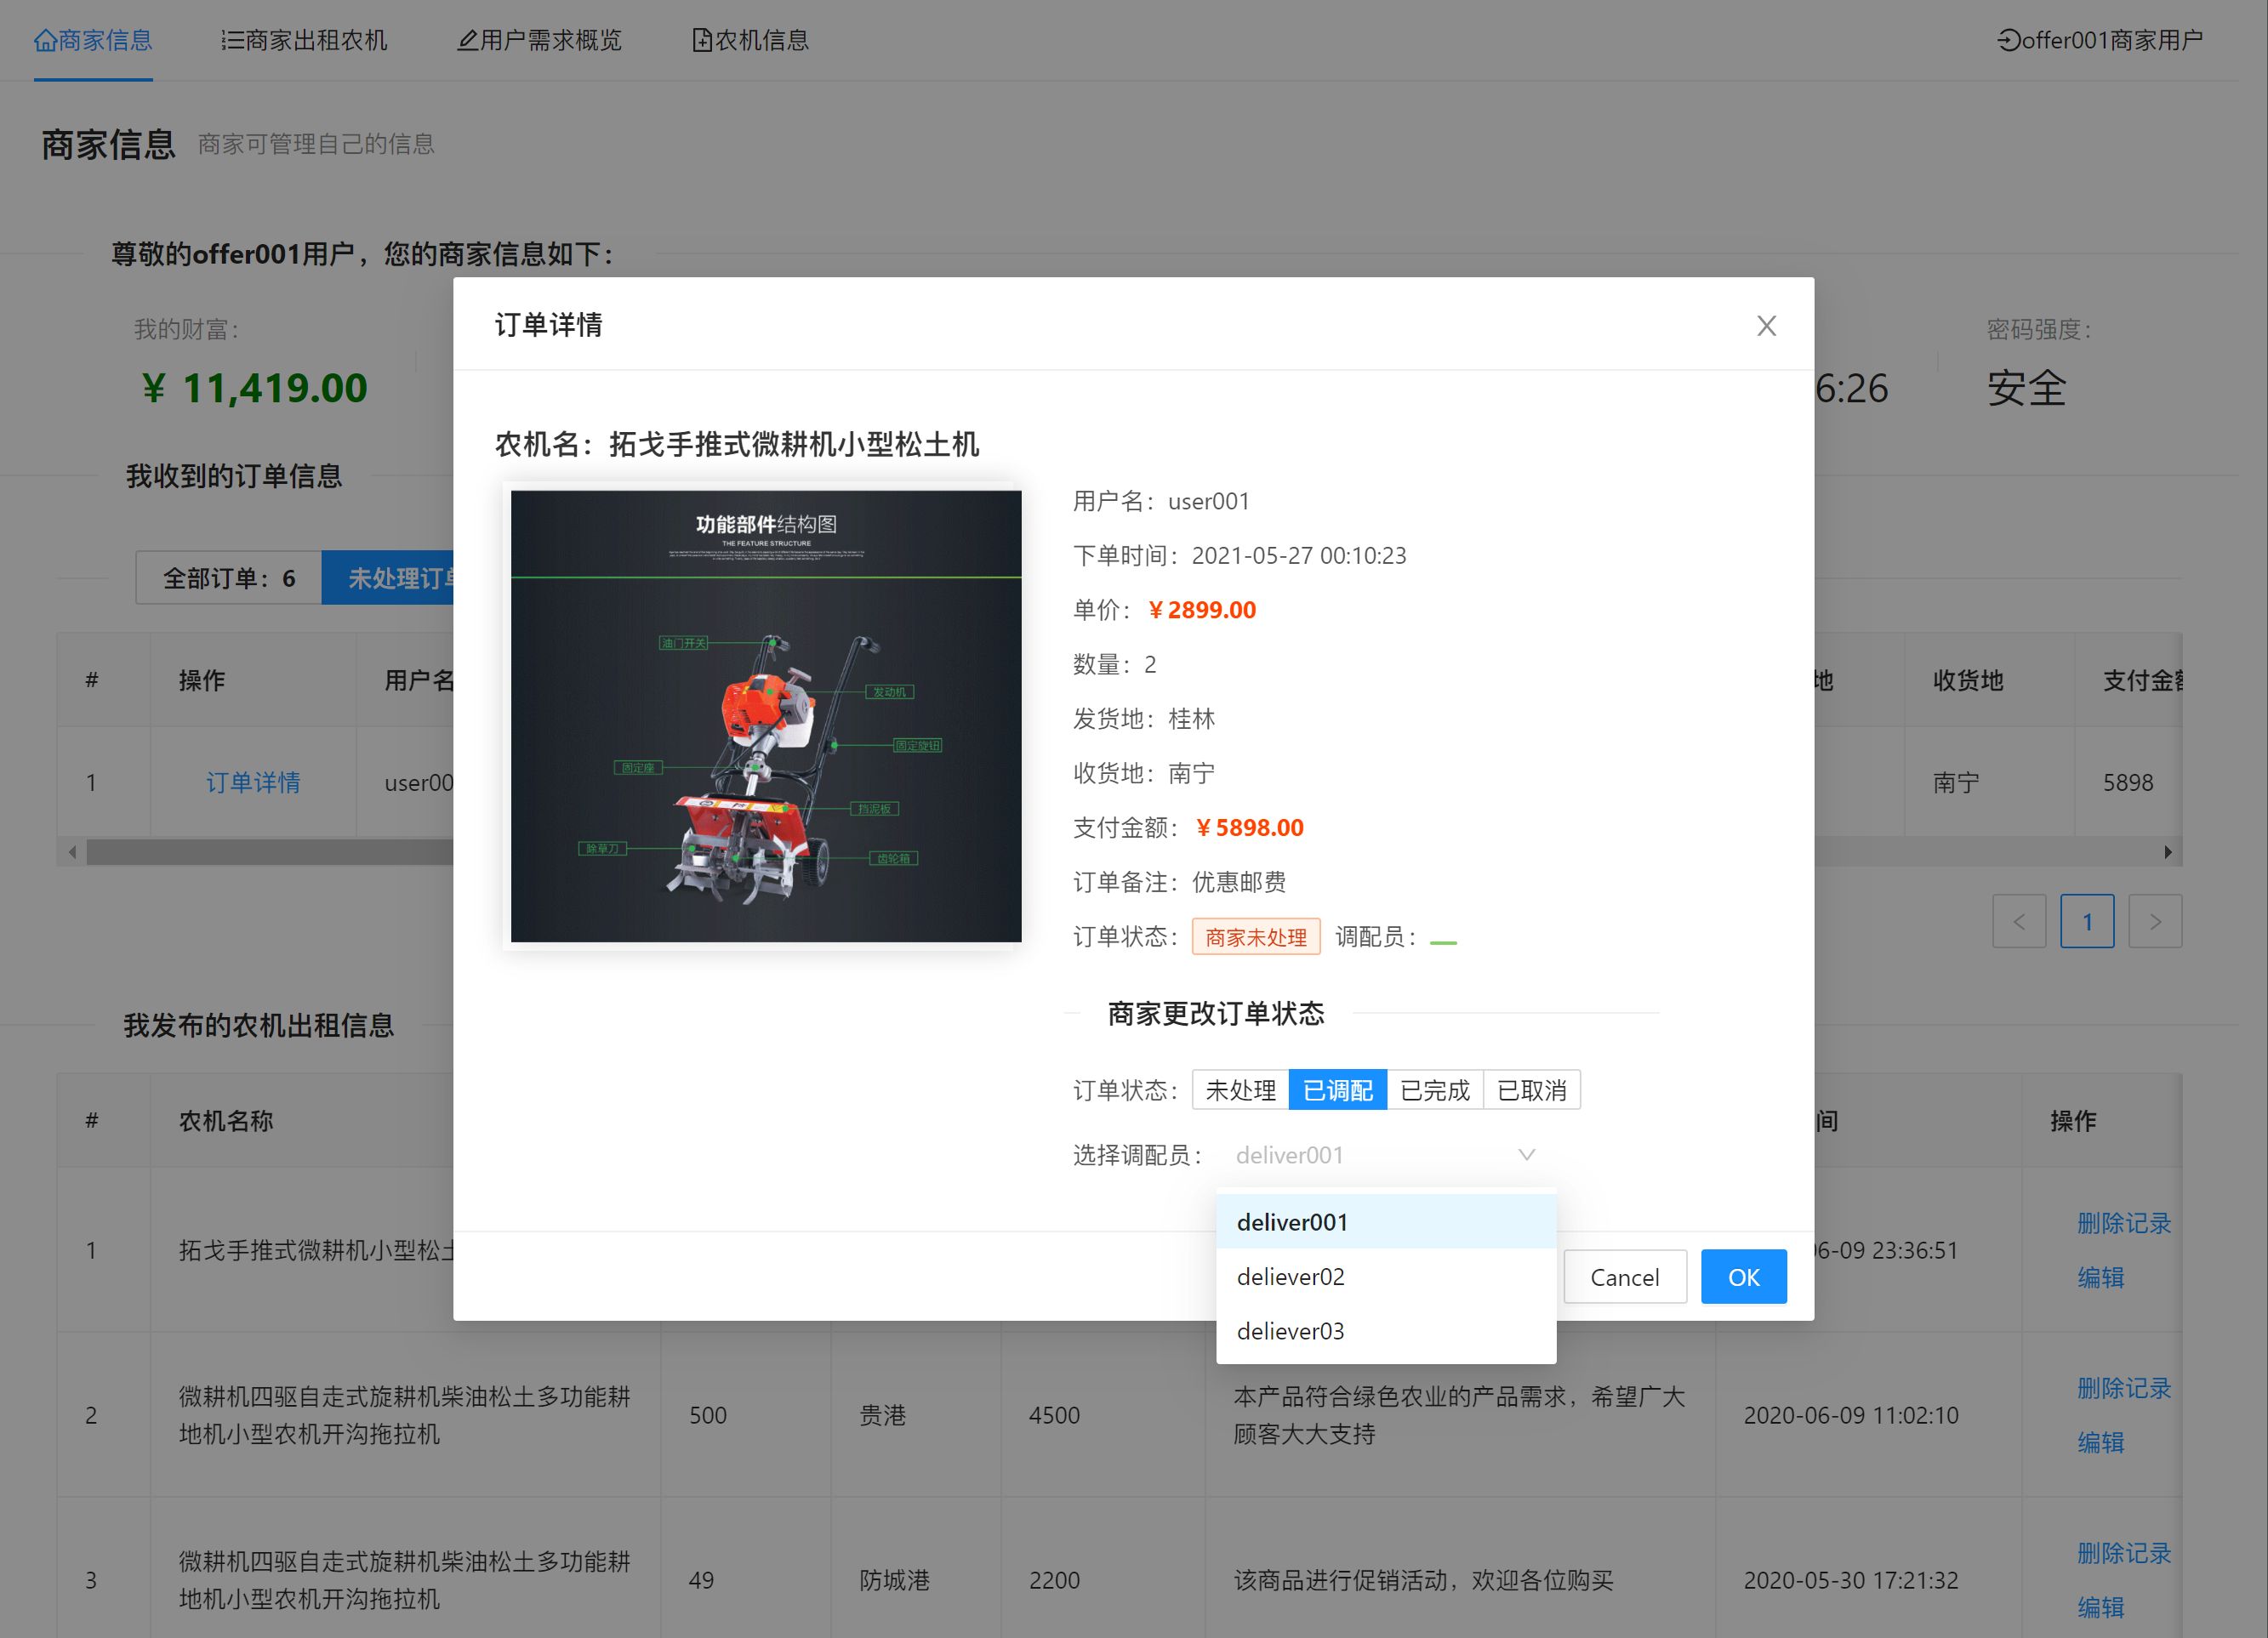 商家信息
商家出租农机
用户需求概览
农机信息
offer001商家用户
商家信息 商家可管理自己的信息
尊敬的offer001用户，您的商家信息如下：
我的财富：
密码强度：
¥ 11,419.00
6:26
安全
我收到的订单信息
全部订单：6
未处理订单
# 操作 用户名 地 收货地 支付金额
1 订单详情 user00 南宁 5898
< 1 >
我发布的农机出租信息
# 农机名称 间 操作
1 拓戈手推式微耕机小型松土 06-09 23:36:51 删除记录
编辑
2 微耕机四驱自走式旋耕机柴油松土多功能耕 500 贵港 4500 本产品符合绿色农业的产品需求，希望广大 2020-06-09 11:02:10 删除记录
地机小型农机开沟拖拉机 顾客大大支持 编辑
3 微耕机四驱自走式旋耕机柴油松土多功能耕 49 防城港 2200 该商品进行促销活动，欢迎各位购买 2020-05-30 17:21:32 删除记录
地机小型农机开沟拖拉机 编辑
订单详情
农机名：拓戈手推式微耕机小型松土机
功能部件结构图
THE FEATURE STRUCTURE
油门开关
发动机
固定旋钮
固定座
挡泥板
除草刀
齿轮箱
用户名：user001
下单时间：2021-05-27 00:10:23
单价：¥ 2899.00
数量：2
发货地：桂林
收货地：南宁
支付金额：¥ 5898.00
订单备注：优惠邮费
订单状态：商家未处理 调配员：
商家更改订单状态
订单状态：未处理 已调配 已完成 已取消
选择调配员：deliver001
deliver001
deliever02
deliever03
Cancel OK